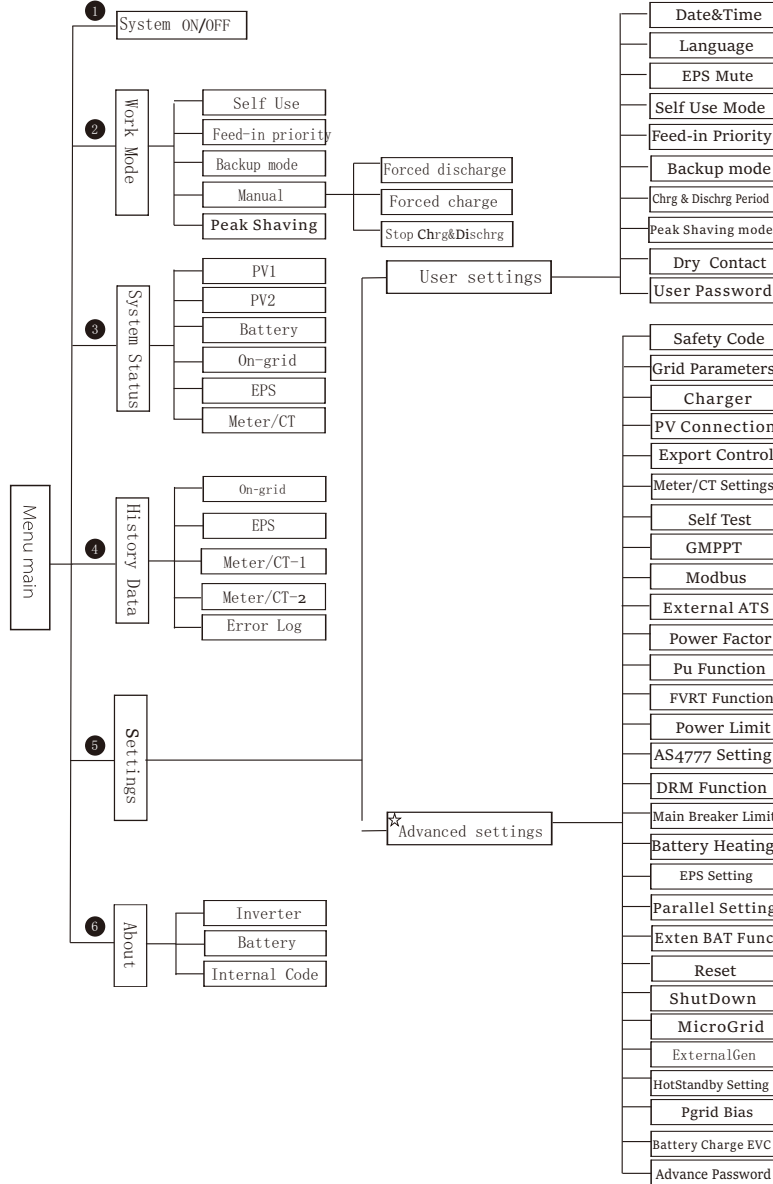 Menu main
1
System ON/OFF
2
Work Mode
Self Use
Feed-in priority
Backup mode
Manual
Peak Shaving
Forced discharge
Forced charge
Stop Chrg&Dischrg
3
System Status
PV1
PV2
Battery
On-grid
EPS
Meter/CT
4
History Data
On-grid
EPS
Meter/CT-1
Meter/CT-2
Error Log
5
Settings
User settings
Date&Time
Language
EPS Mute
Self Use Mode
Feed-in Priority
Backup mode
Chrg & Dischrg Period
Peak Shaving mode
Dry Contact
User Password
☆Advanced settings
Safety Code
Grid Parameters
Charger
PV Connection
Export Control
Meter/CT Settings
Self Test
GMPPT
Modbus
External ATS
Power Factor
Pu Function
FVRT Function
Power Limit
AS4777 Setting
DRM Function
Main Breaker Limit
Battery Heating
EPS Setting
Parallel Setting
Exten BAT Func
Reset
ShutDown
MicroGrid
ExternalGen
HotStandby Setting
Pgrid Bias
Battery Charge EVC
Advance Password
6
About
Inverter
Battery
Internal Code